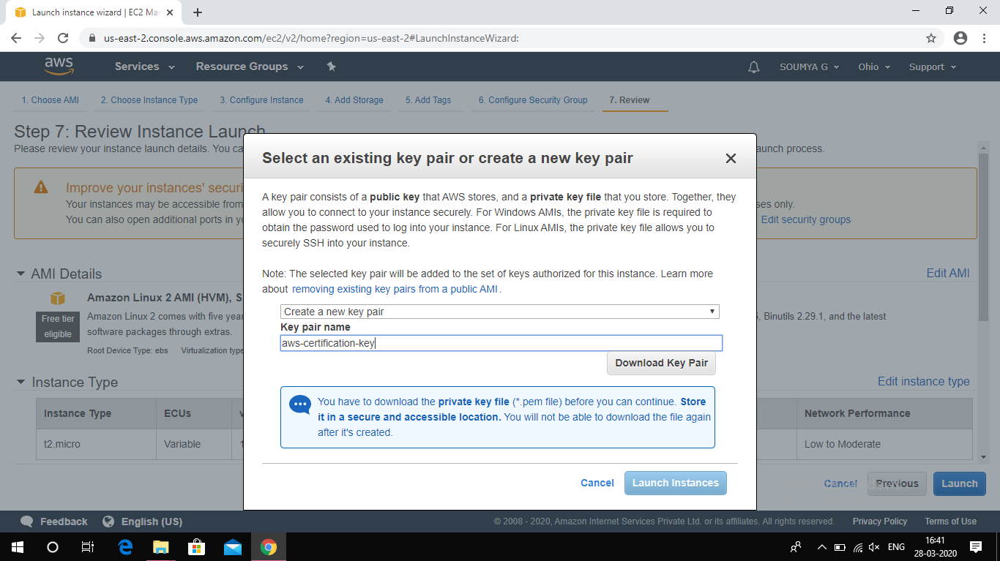 Launch instance wizard | EC2 Ma
us-east-2.console.aws.amazon.com/ec2/v2/home?region=us-east-2#LaunchInstanceWizard:
aws Services Resource Groups SOUMYA G Ohio Support
1. Choose AMI 2. Choose Instance Type 3. Configure Instance 4. Add Storage 5. Add Tags 6. Configure Security Group 7. Review
Step 7: Review Instance Launch
Please review your instance launch details. You ca
aunch process.
Improve your instances' securi
Your instances may be accessible from
ses only.
You can also open additional ports in yo
Edit security groups
AMI Details
Edit AMI
Amazon Linux 2 AMI (HVM), S
Free tier
eligible
Amazon Linux 2 comes with five year
, Binutils 2.29.1, and the latest
software packages through extras.
Root Device Type: ebs Virtualization type
Instance Type
Edit instance type
Instance Type ECUs Network Performance
t2.micro Variable 1 Low to Moderate
Select an existing key pair or create a new key pair
A key pair consists of a public key that AWS stores, and a private key file that you store. Together, they
allow you to connect to your instance securely. For Windows AMIs, the private key file is required to
obtain the password used to log into your instance. For Linux AMIs, the private key file allows you to
securely SSH into your instance.
Note: The selected key pair will be added to the set of keys authorized for this instance. Learn more
about removing existing key pairs from a public AMI.
Create a new key pair
Key pair name
aws-certification-key
Download Key Pair
You have to download the private key file (*.pem file) before you can continue. Store
it in a secure and accessible location. You will not be able to download the file again
after it's created.
Cancel Launch Instances
Cancel Previous Launch
Feedback English (US) © 2008 - 2020, Amazon Internet Services Private Ltd. or its affiliates. All rights reserved. Privacy Policy Terms of Use
ENG
16:41
28-03-2020